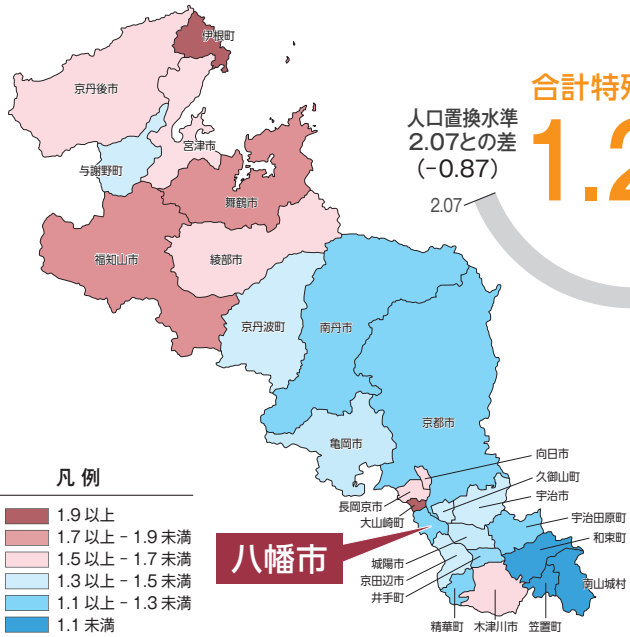 伊根町
京丹後市
宮津市
与謝野町
舞鶴市
福知山市
綾部市
京丹波町
南丹市
京都市
亀岡市
合計特殊
人口置換水準
2.07との差
(-0.87)
1.2
2.07
向日市
久御山町
宇治市
宇治田原町
和束町
南山城村
長岡京市
大山崎町
八幡市
城陽市
京田辺市
井手町
精華町
木津川市
笠置町
凡例
1.9以上
1.7以上-1.9未満
1.5以上-1.7未満
1.3以上-1.5未満
1.1以上-1.3未満
1.1未満